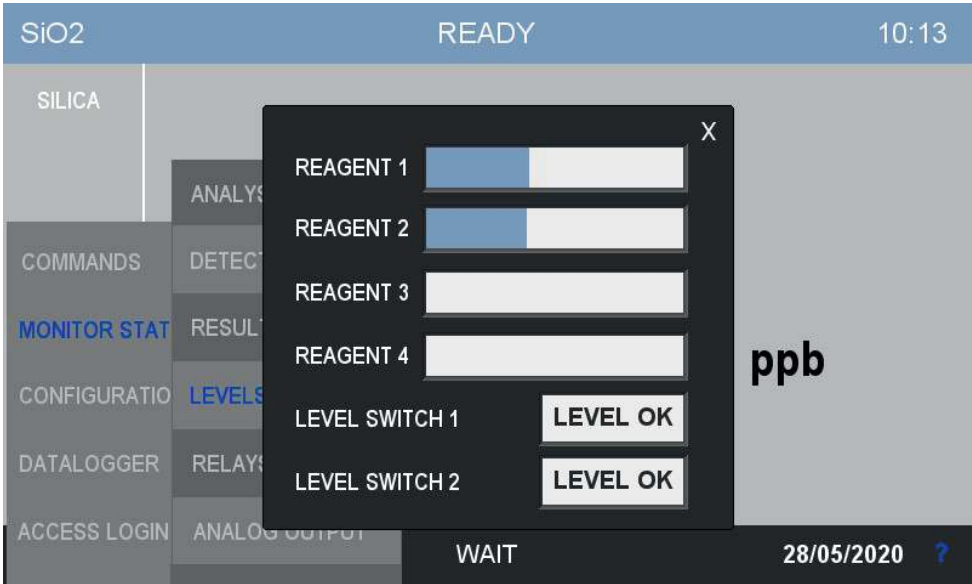 SiO2 READY 10:13
SILICA
X
REAGENT 1
REAGENT 2
REAGENT 3
REAGENT 4
LEVEL SWITCH 1 LEVEL OK
LEVEL SWITCH 2 LEVEL OK
ANALYS
DETECT
RESULT
LEVELS
RELAYS
ANALOG OUTPUT
COMMANDS
MONITOR STAT
CONFIGURATIO
DATALOGGER
ACCESS LOGIN
ppb
WAIT 28/05/2020 ?